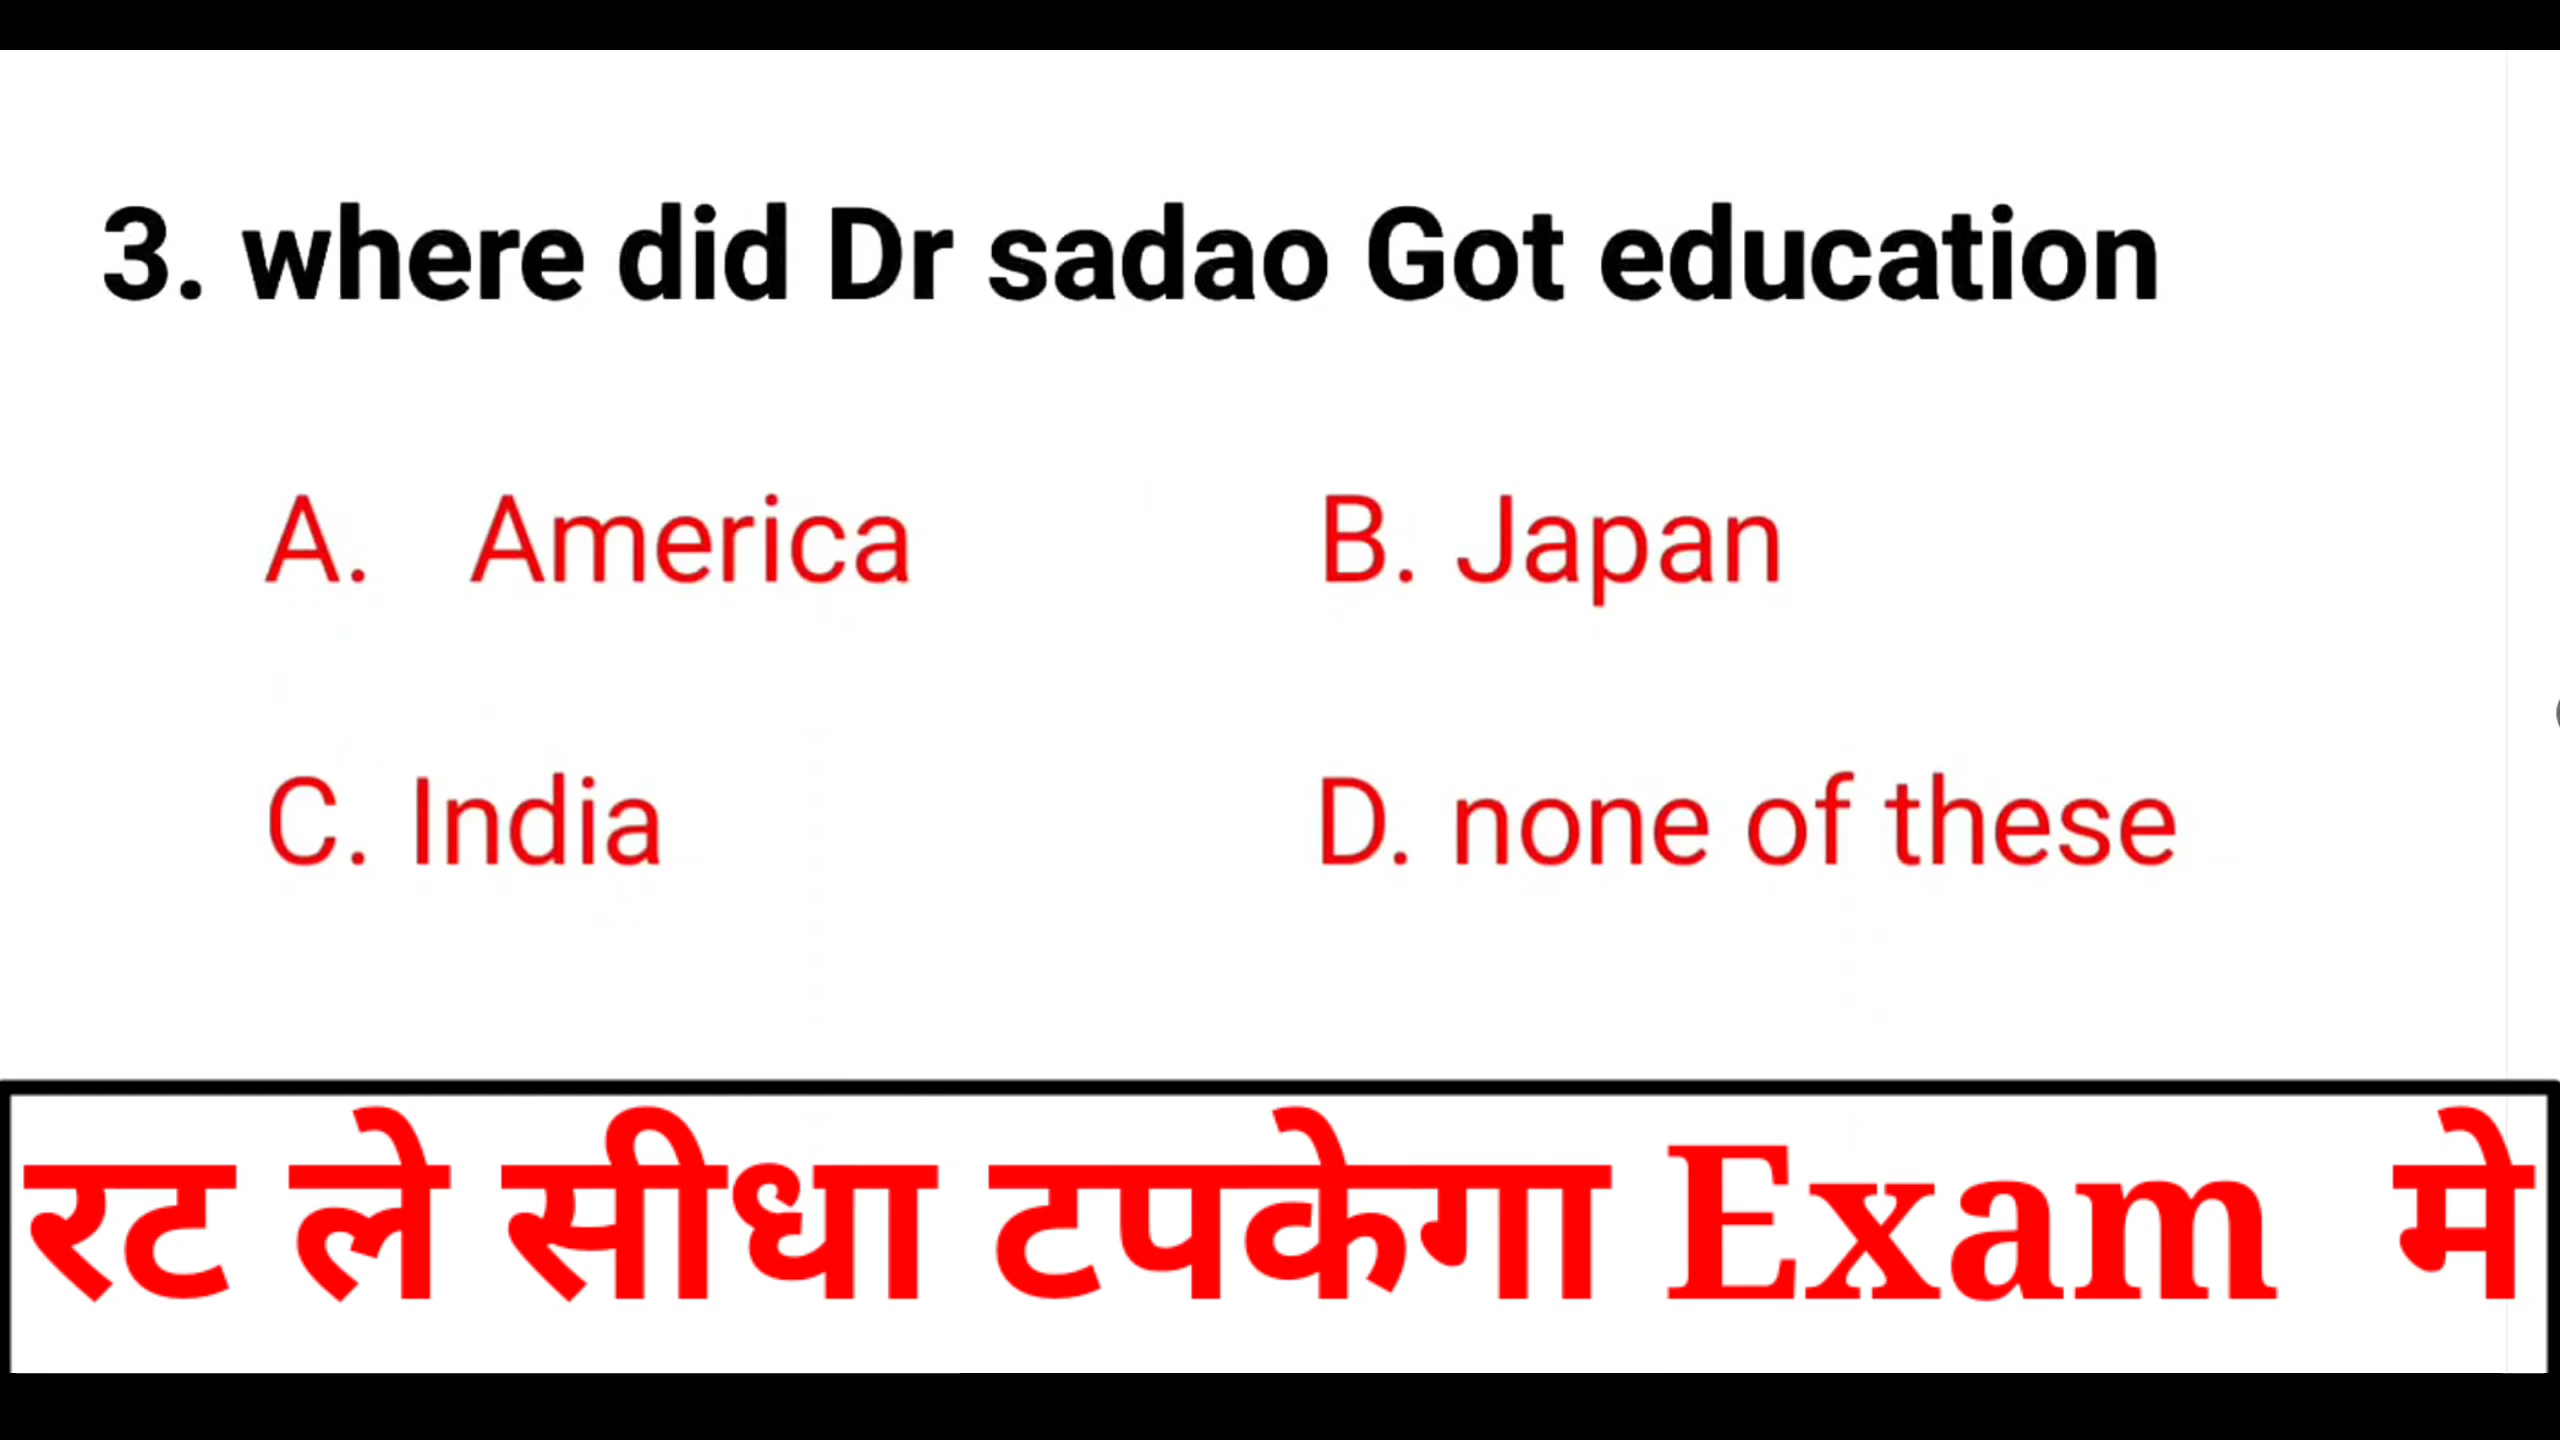 3. where did Dr sadao Got education
A. America B. Japan
C. India D. none of these
रट ले सीधा टपकेगा Exam मे